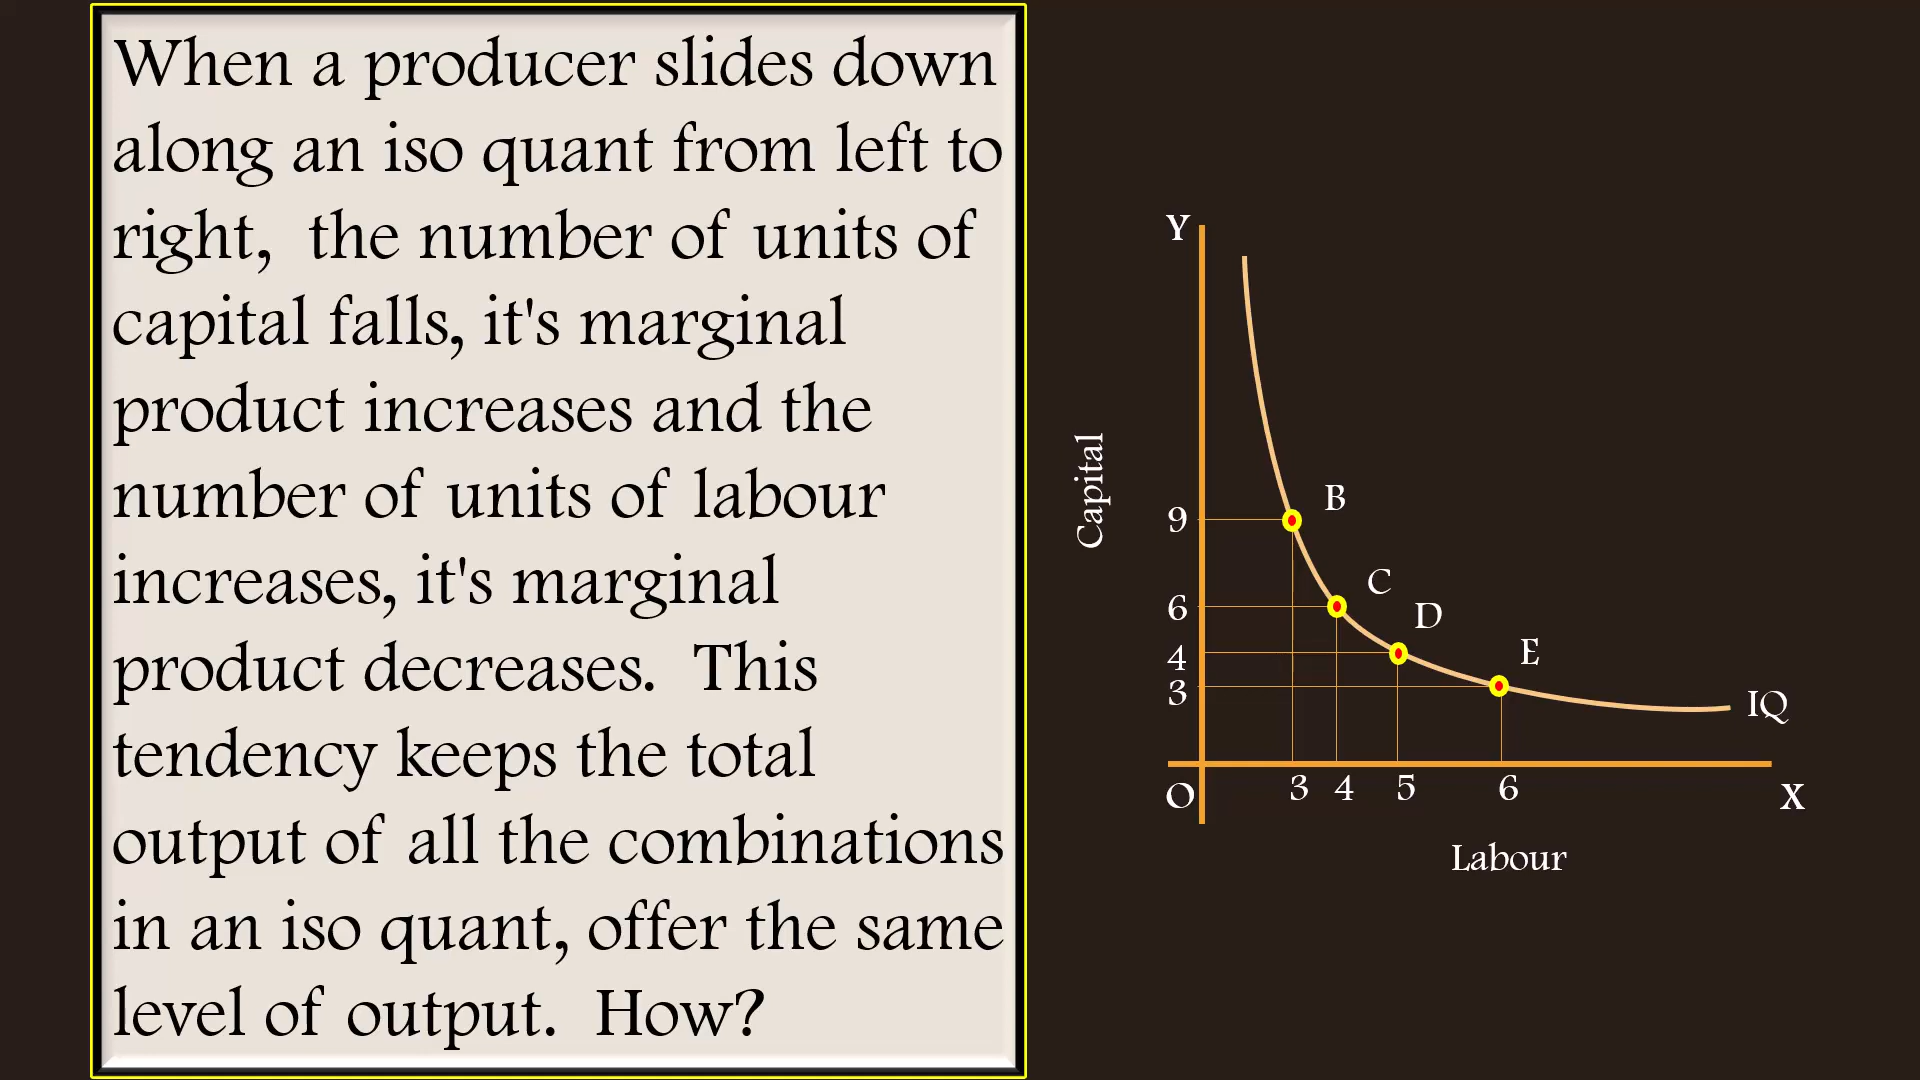 When a producer slides down
along an iso quant from left to
right, the number of units of
capital falls, it's marginal
product increases and the
number of units of labour
increases, it's marginal
product decreases. This
tendency keeps the total
output of all the combinations
in an iso quant, offer the same
level of output. How?
Y
Capital
9
6
4
3
B
C
D
E
IQ
O
3 4 5 6
X
Labour